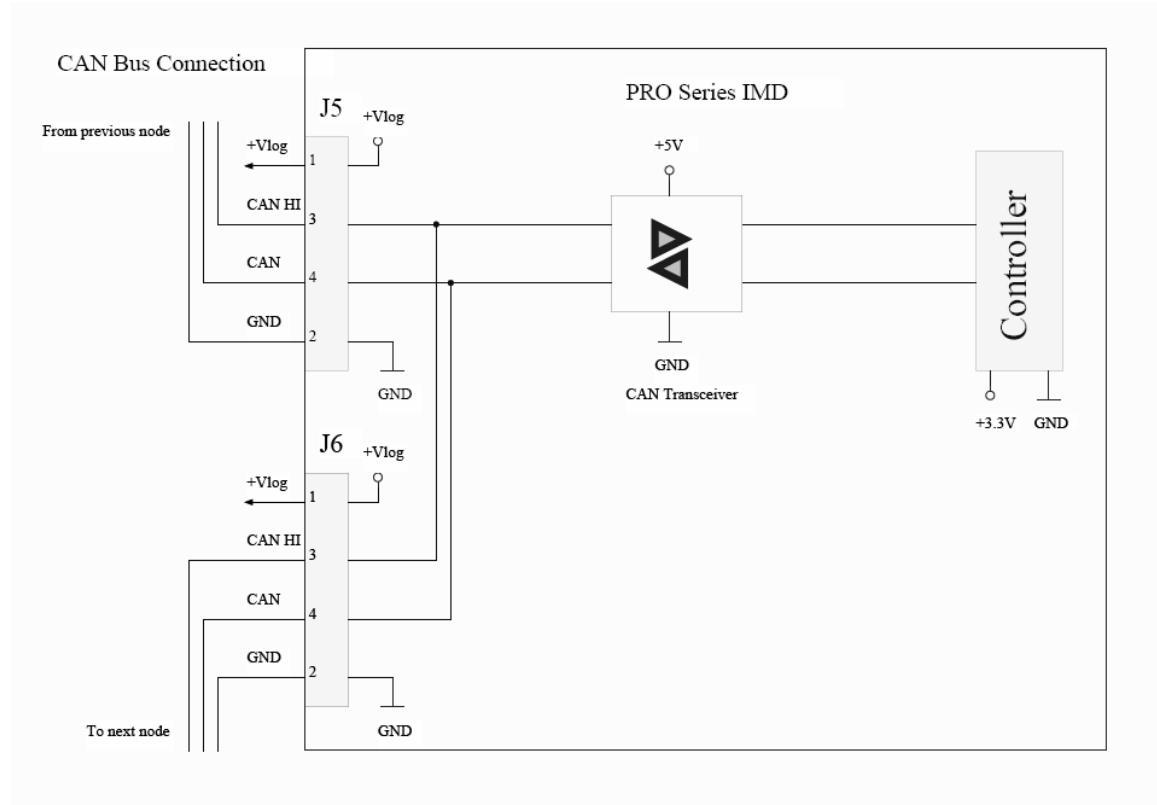 CAN Bus Connection
PRO Series IMD
J5
+Vlog
From previous node
+Vlog
1
+5V
CAN HI
3
CAN
4
Controller
GND
2
GND
GND
CAN Transceiver
+3.3V
GND
J6
+Vlog
+Vlog
1
CAN HI
3
CAN
4
GND
2
To next node
GND